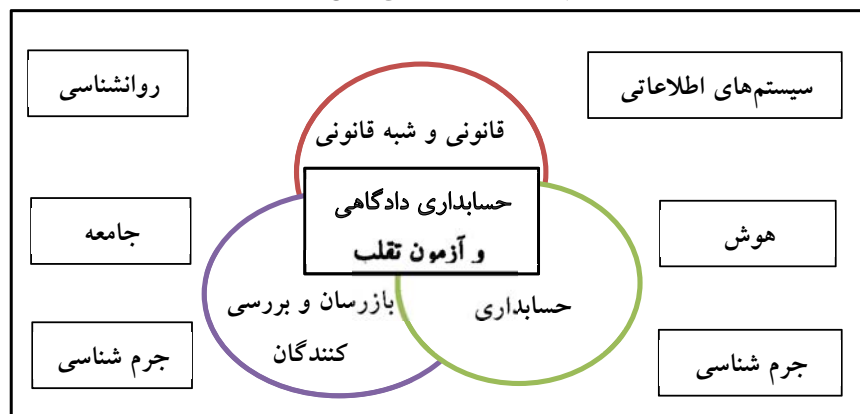 سیستم‌های اطلاعاتی
روانشناسی
قانونی و شبه قانونی
حسابداری دادگاهی
و آزمون تقلب
هوش
جامعه
حسابداری
بازرسان و بررسی
کنندگان
جرم شناسی
جرم شناسی